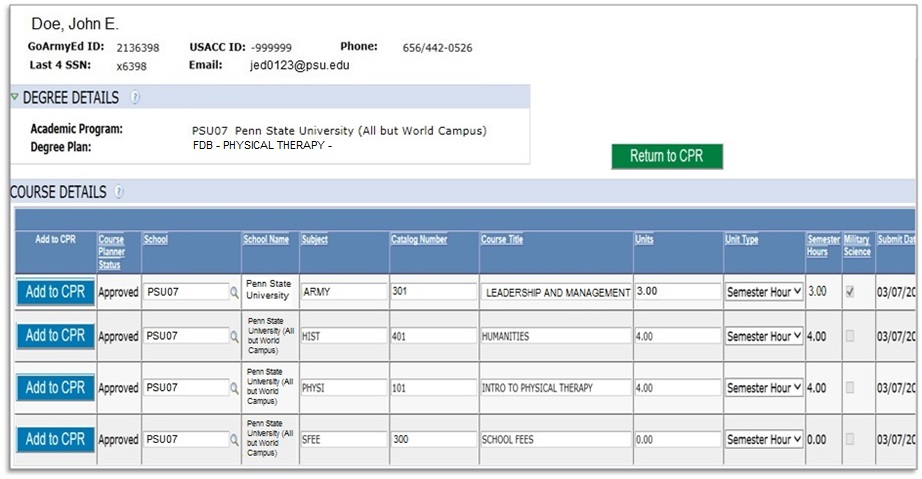 Doe, John E.
GoArmyEd ID: 2136398 USACC ID: -999999 Phone: 656/442-0526
Last 4 SSN: x6398 Email: jed0123@psu.edu
DEGREE DETAILS ?
Academic Program: PSU07 Penn State University (All but World Campus)
Degree Plan: FDB - PHYSICAL THERAPY -
Return to CPR
COURSE DETAILS ?
Add to CPR Course Planner Status School School Name Subject Catalog Number Course Title Units Unit Type Semester Hours Military Science Submit Dat
Add to CPR Approved PSU07 Penn State University ARMY 301 LEADERSHIP AND MANAGEMENT 3.00 Semester Hour 3.00 03/07/20
Add to CPR Approved PSU07 Penn State University (All but World Campus) HIST 401 HUMANITIES 4.00 Semester Hour 4.00 03/07/20
Add to CPR Approved PSU07 Penn State University (All but World Campus) PHYSI 101 INTRO TO PHYSICAL THERAPY 4.00 Semester Hour 4.00 03/07/20
Add to CPR Approved PSU07 Penn State University (All but World Campus) SFEE 300 SCHOOL FEES 0.00 Semester Hour 0.00 03/07/20